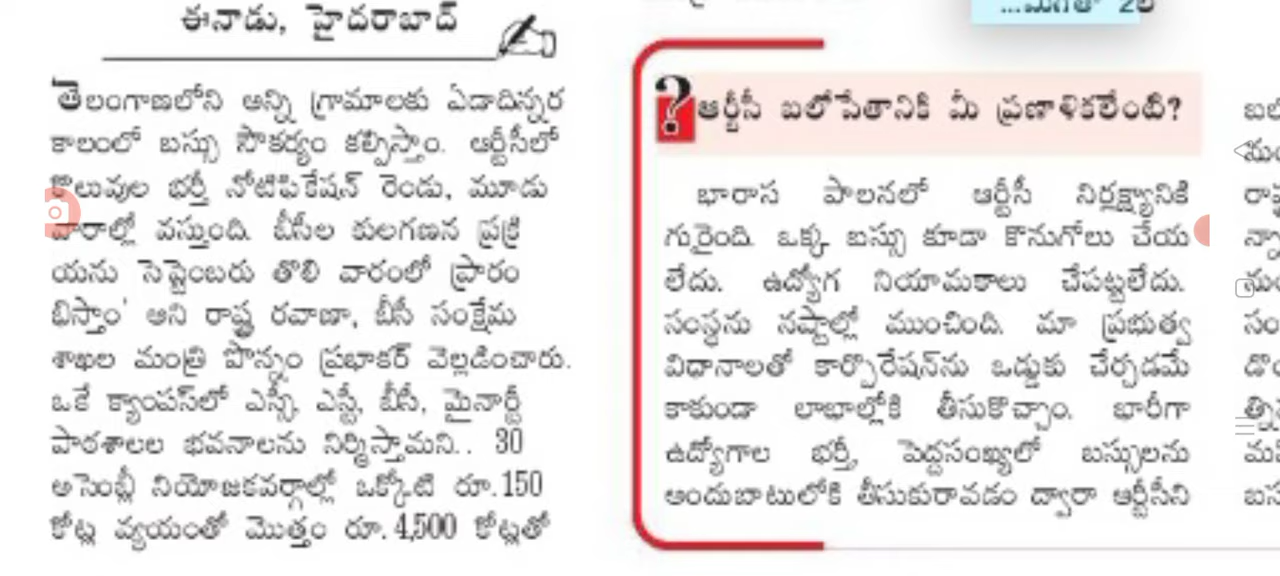 ఈనాడు, హైదరాబాద్
తెలంగాణలోని అన్ని గ్రామాలకు ఏడాదిన్నర
కాలంలో బస్సు సౌకర్యం కల్పిస్తాం. ఆర్టీసీలో
కొలువుల భర్తీ నోటిఫికేషన్ రెండు, మూడు
వారాల్లో వస్తుంది. బీసీల కులగణన ప్రక్రి
యను సెప్టెంబరు తొలి వారంలో ప్రారం
భిస్తాం' అని రాష్ట్ర రవాణా, బీసీ సంక్షేమ
శాఖల మంత్రి పొన్నం ప్రభాకర్ వెల్లడించారు.
ఒకే క్యాంపస్‌లో ఎస్సీ, ఎస్టీ, బీసీ, మైనార్టీ
పాఠశాలల భవనాలను నిర్మిస్తామని.. 30
అసెంబ్లీ నియోజకవర్గాల్లో ఒక్కోటి రూ.150
కోట్ల వ్యయంతో మొత్తం రూ.4,500 కోట్లతో
...మిగతా 2లో
? ఆర్టీసీ బలోపేతానికి మీ ప్రణాళికలేంటి?
భారాస పాలనలో ఆర్టీసీ నిర్లక్ష్యానికి
గురైంది. ఒక్క బస్సు కూడా కొనుగోలు చేయ
లేదు. ఉద్యోగ నియామకాలు చేపట్టలేదు.
సంస్థను నష్టాల్లో ముంచింది. మా ప్రభుత్వ
విధానాలతో కార్పొరేషన్‌ను ఒడ్డుకు చేర్చడమే
కాకుండా లాభాల్లోకి తీసుకొచ్చాం. భారీగా
ఉద్యోగాల భర్తీ, పెద్దసంఖ్యలో బస్సులను
అందుబాటులోకి తీసుకురావడం ద్వారా ఆర్టీసీని